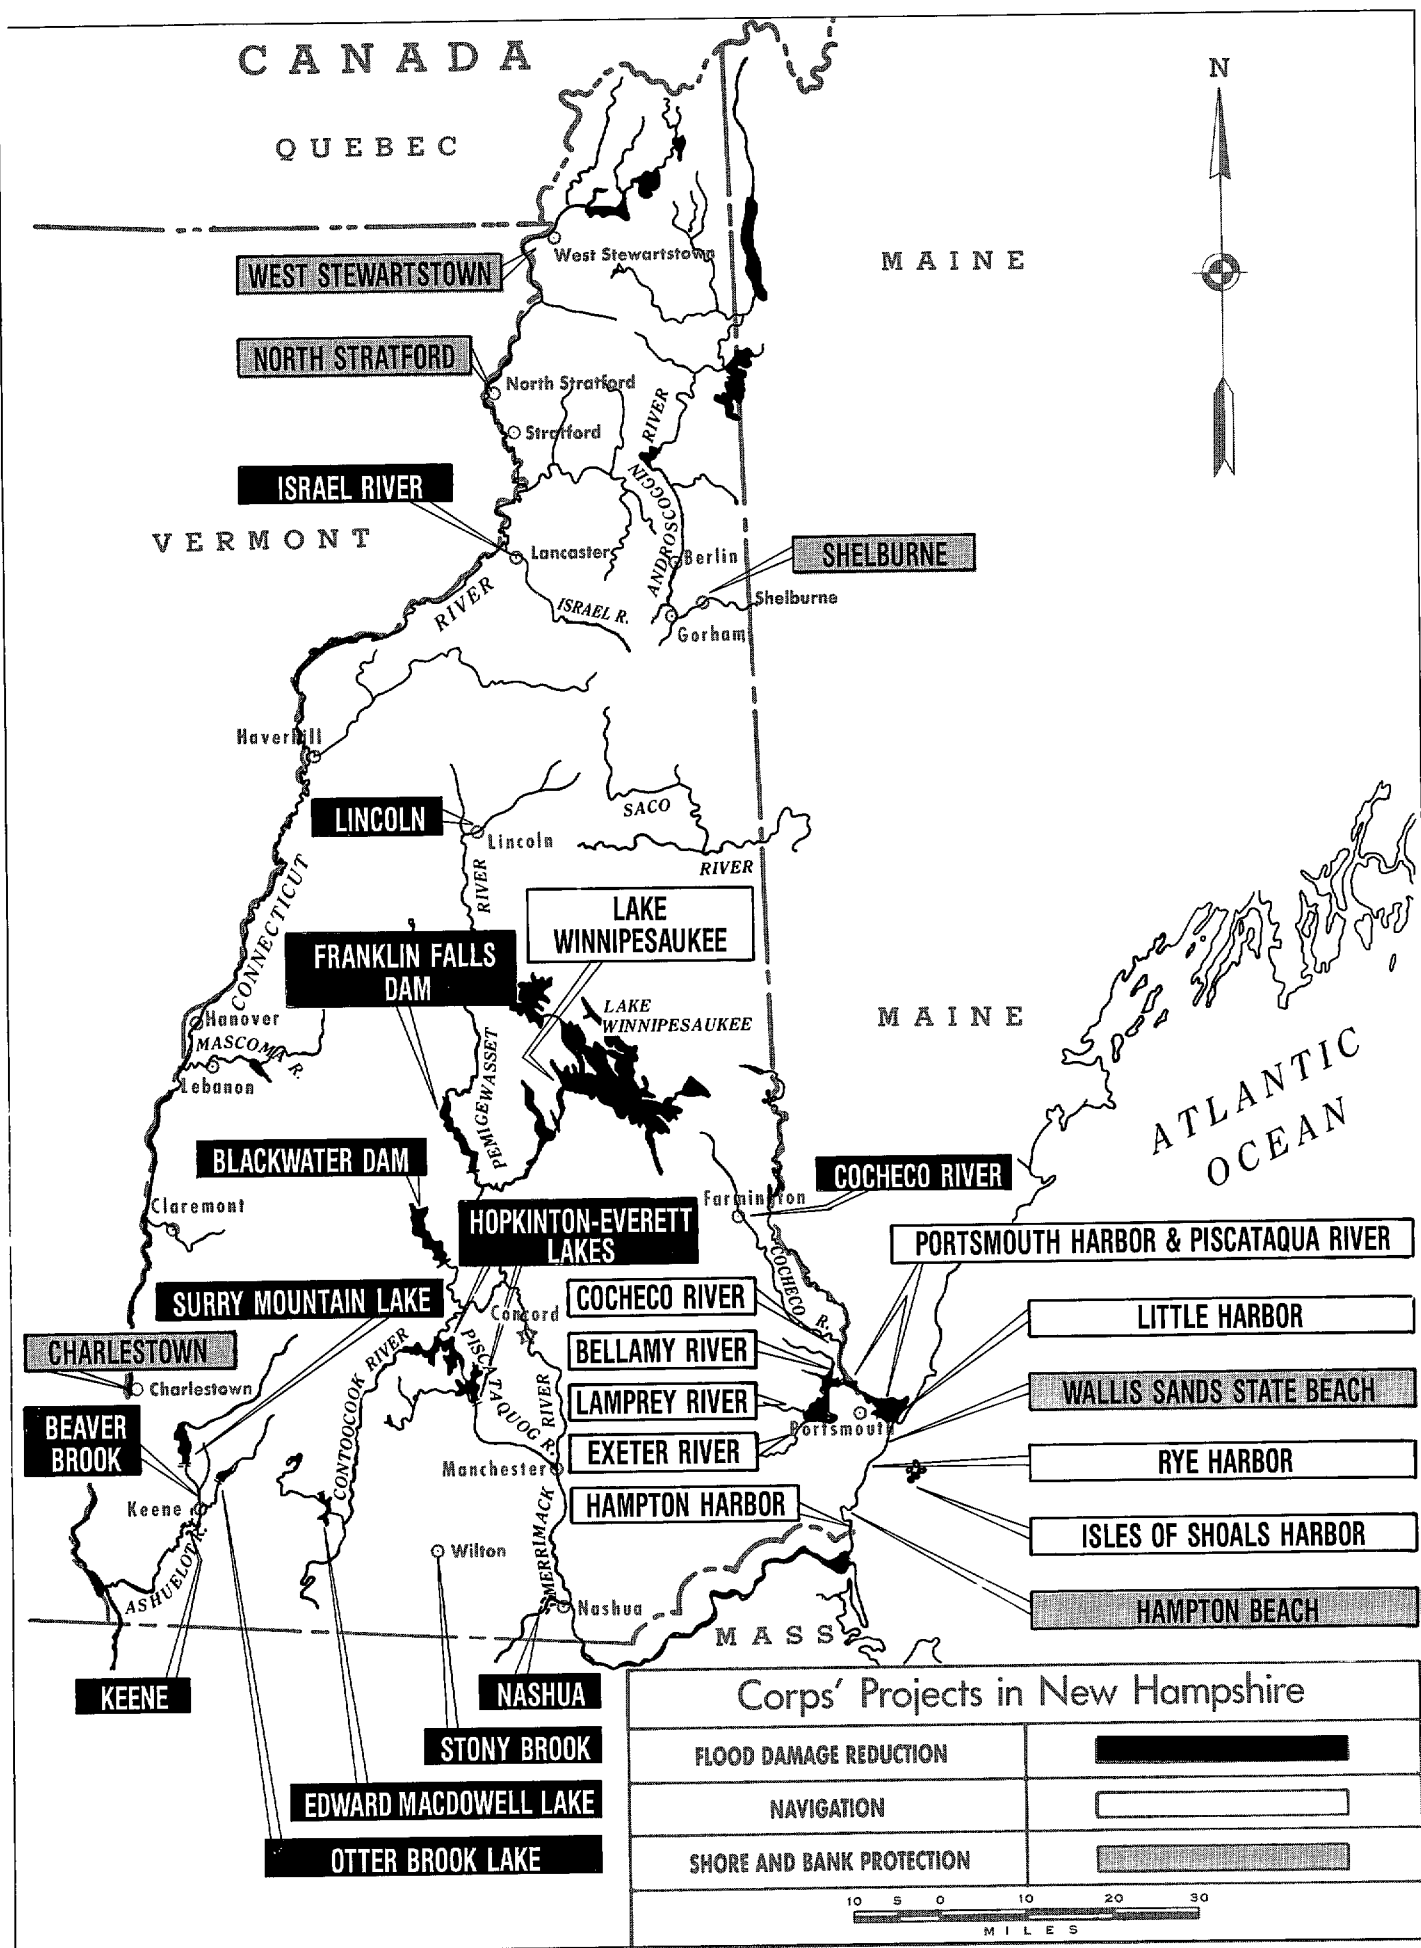 CANADA
QUEBEC
N
MAINE
West Stewartstown
WEST STEWARTSTOWN
NORTH STRATFORD
North Stratford
Stratford
ANDROSCOGGIN RIVER
ISRAEL RIVER
VERMONT
Lancaster
Berlin
SHELBURNE
Shelburne
ISRAEL R.
Gorham
CONNECTICUT RIVER
Haverhill
SACO
RIVER
LINCOLN
Lincoln
PEMIGEWASSET RIVER
LAKE
WINNIPESAUKEE
FRANKLIN FALLS
DAM
LAKE
WINNIPESAUKEE
MAINE
Hanover
MASCOMA R.
Lebanon
ATLANTIC
OCEAN
BLACKWATER DAM
COCHECO RIVER
Farmington
Claremont
HOPKINTON-EVERETT
LAKES
PORTSMOUTH HARBOR & PISCATAQUA RIVER
COCHECO R.
SURRY MOUNTAIN LAKE
Concord
COCHECO RIVER
LITTLE HARBOR
CHARLESTOWN
Charlestown
CONTOOCOOK RIVER
PISCATAQUOG R.
BELLAMY RIVER
LAMPREY RIVER
WALLIS SANDS STATE BEACH
Portsmouth
BEAVER
BROOK
EXETER RIVER
RYE HARBOR
Manchester
Keene
HAMPTON HARBOR
ISLES OF SHOALS HARBOR
MERRIMACK RIVER
Wilton
ASHUELOT R.
HAMPTON BEACH
Nashua
MASS
KEENE
NASHUA
STONY BROOK
EDWARD MACDOWELL LAKE
OTTER BROOK LAKE
Corps' Projects in New Hampshire
FLOOD DAMAGE REDUCTION
NAVIGATION
SHORE AND BANK PROTECTION
10 5 0 10 20 30
MILES